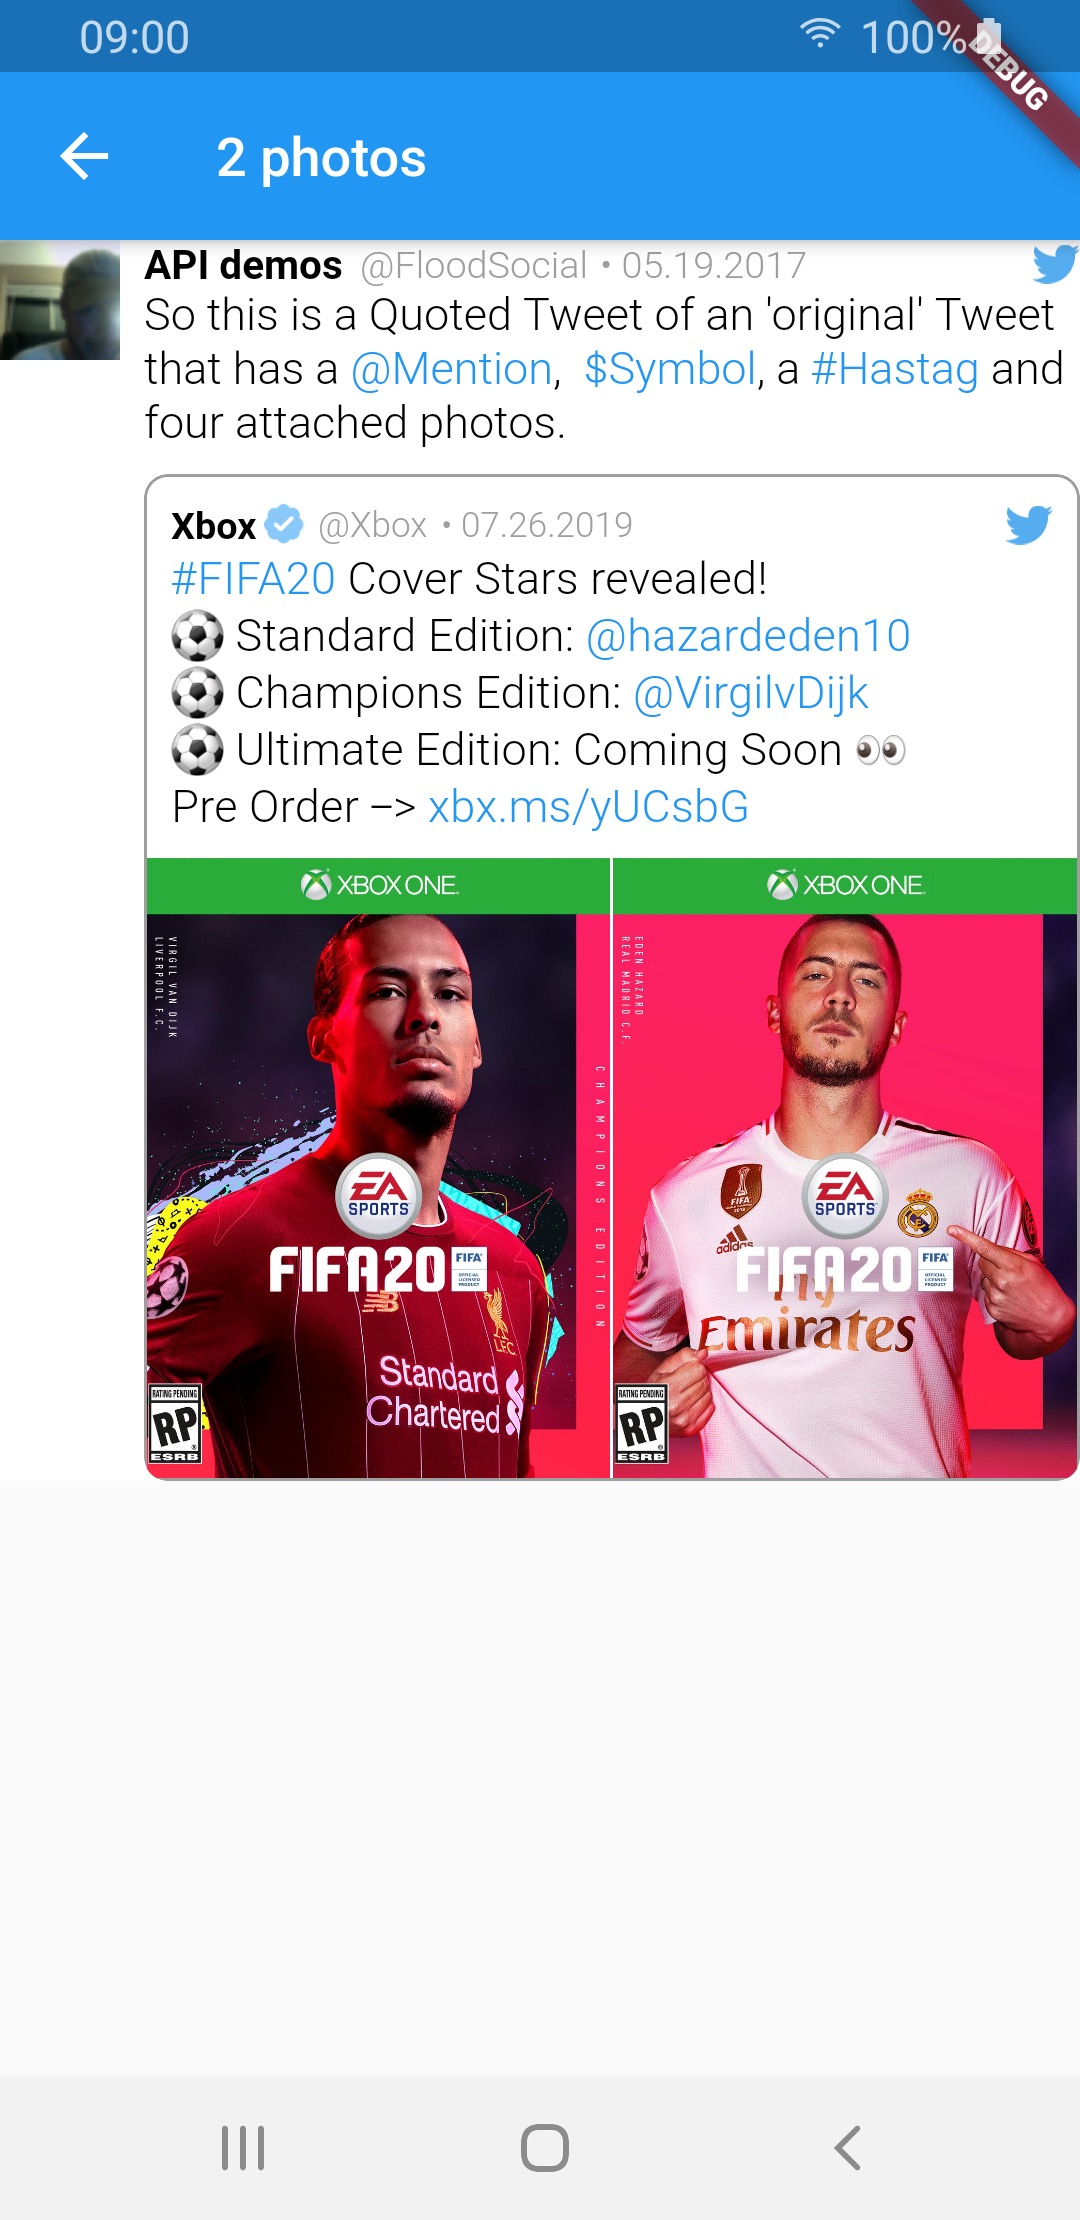 09:00
100%
DEBUG
2 photos
API demos @FloodSocial • 05.19.2017
So this is a Quoted Tweet of an 'original' Tweet
that has a @Mention,  $Symbol, a #Hastag and
four attached photos.
Xbox @Xbox • 07.26.2019
#FIFA20 Cover Stars revealed!
⚽ Standard Edition: @hazardeden10
⚽ Champions Edition: @VirgilvDijk
⚽ Ultimate Edition: Coming Soon 👀
Pre Order –> xbx.ms/yUCsbG
XBOX ONE.
VIRGIL VAN DIJK
LIVERPOOL F.C.
CHAMPIONS EDITION
EA
SPORTS
FIFA20
FIFA
OFFICIAL
LICENSED
PRODUCT
L.F.C.
Standard
Chartered
RATING PENDING
RP
ESRB
XBOX ONE.
EDEN HAZARD
REAL MADRID C.F.
FIFA
adidas
EA
SPORTS
FIFA20
FIFA
OFFICIAL
LICENSED
PRODUCT
Fly
Emirates
RATING PENDING
RP
ESRB